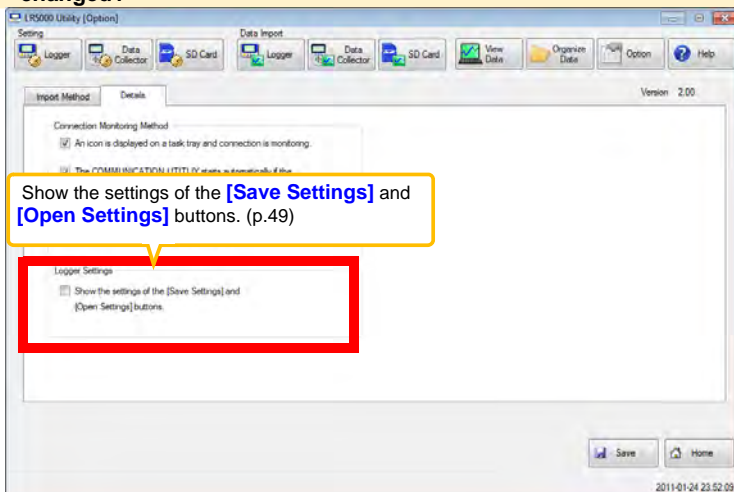 changed?
LR5000 Utility [Option]
Setting
Data Import
Logger
Data Collector
SD Card
Logger
Data Collector
SD Card
View Data
Organize Data
Option
Help
Import Method
Details
Version 2.00
Connection Monitoring Method
An icon is displayed on a task tray and connection is monitoring.
The COMMUNICATION UTITLIY starts automatically if the
Show the settings of the [Save Settings] and
[Open Settings] buttons. (p.49)
Logger Settings
Show the settings of the [Save Settings] and
[Open Settings] buttons.
Save
Home
2011-01-24 23:52:09